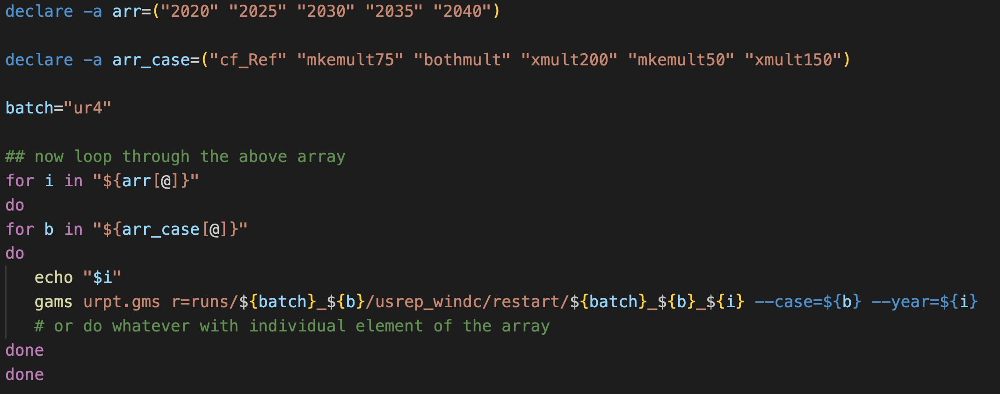 declare -a arr=("2020" "2025" "2030" "2035" "2040")
declare -a arr_case=("cf_Ref" "mkemult75" "bothmult" "xmult200" "mkemult50" "xmult150")
batch="ur4"
## now loop through the above array
for i in "${arr[@]}"
do
for b in "${arr_case[@]}"
do
   echo "$i"
   gams urpt.gms r=runs/${batch}_${b}/usrep_windc/restart/${batch}_${b}_${i} --case=${b} --year=${i}
   # or do whatever with individual element of the array
done
done